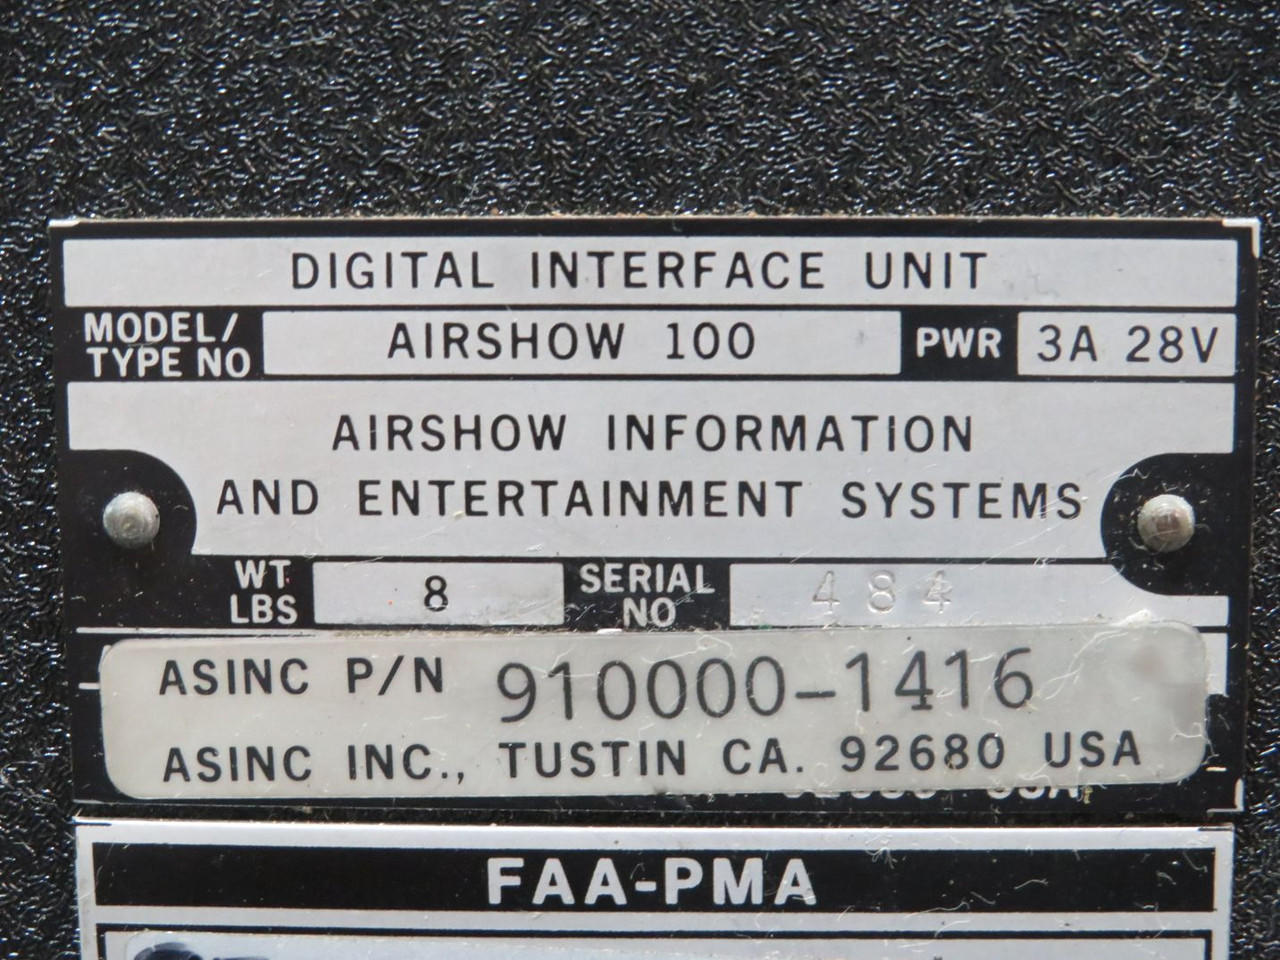 DIGITAL INTERFACE UNIT
MODEL/
TYPE NO
AIRSHOW 100
PWR
3A 28V
AIRSHOW INFORMATION
AND ENTERTAINMENT SYSTEMS
WT
LBS
8
SERIAL
NO
484
ASINC P/N 910000-1416
ASINC INC., TUSTIN CA. 92680 USA
FAA-PMA